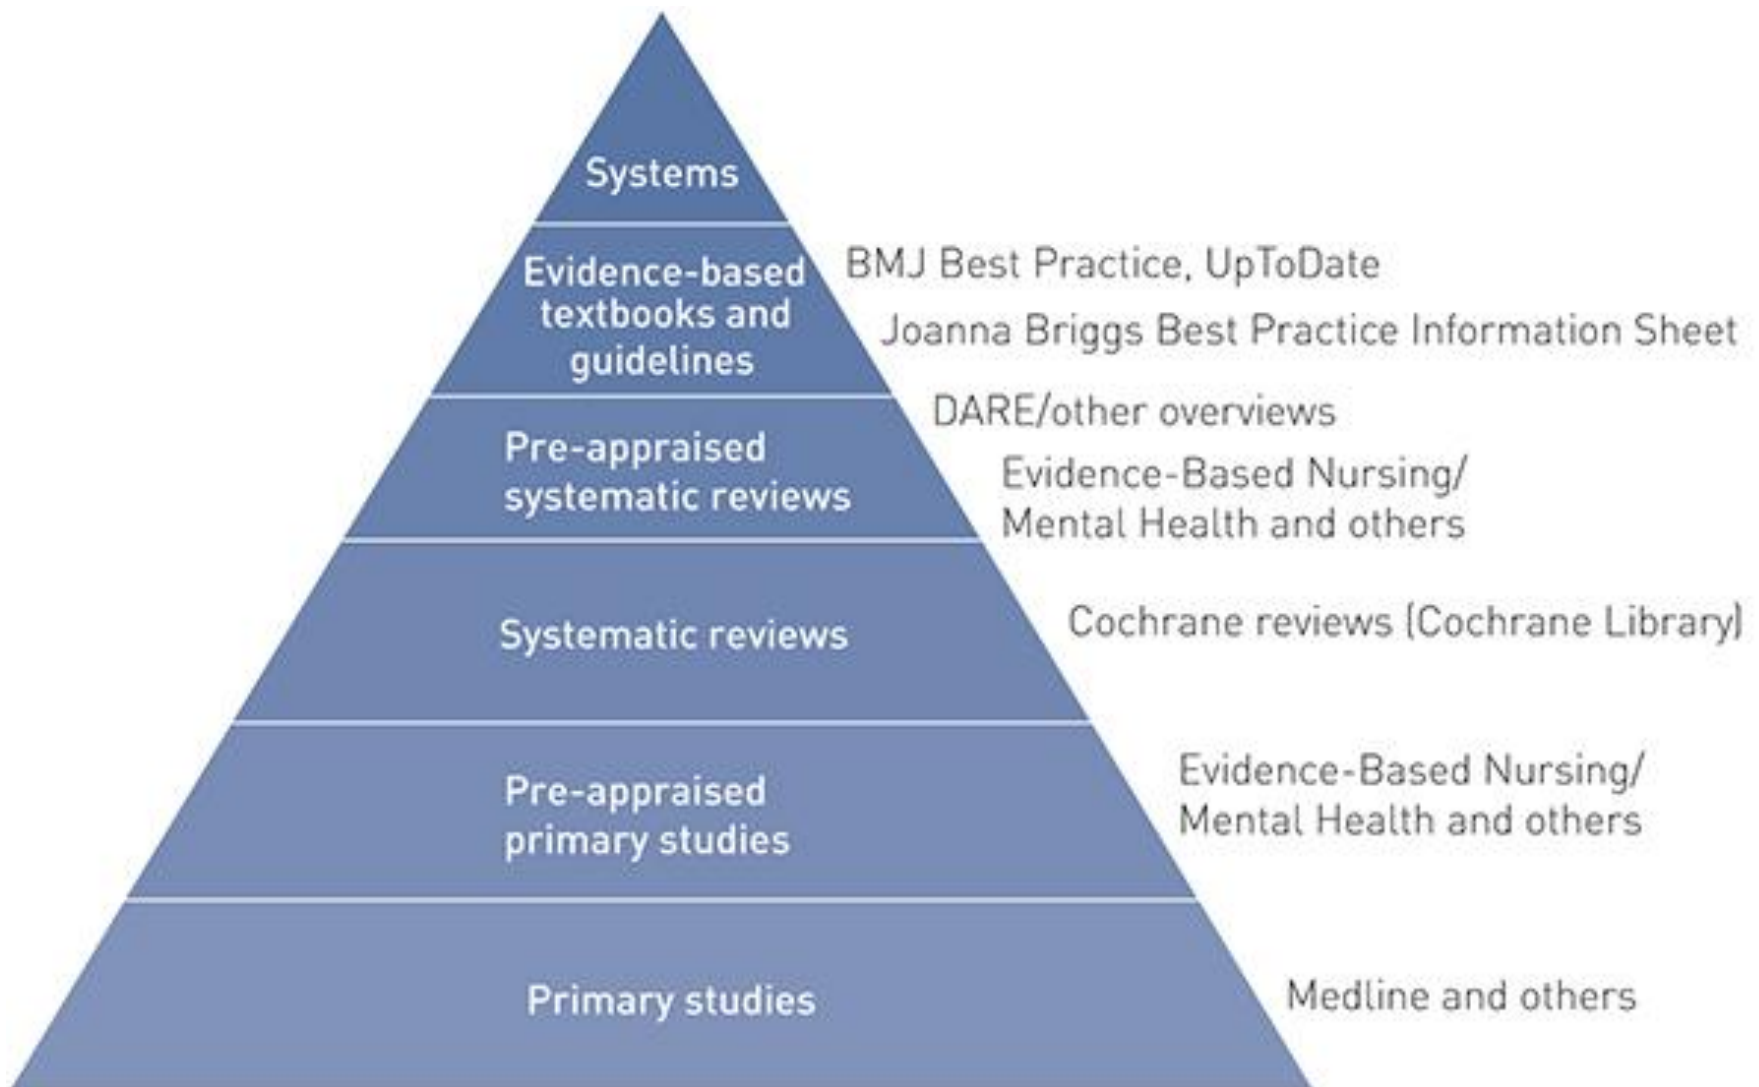 Systems
Evidence-based
textbooks and
guidelines
BMJ Best Practice, UpToDate
Joanna Briggs Best Practice Information Sheet
Pre-appraised
systematic reviews
DARE/other overviews
Evidence-Based Nursing/
Mental Health and others
Systematic reviews
Cochrane reviews (Cochrane Library)
Pre-appraised
primary studies
Evidence-Based Nursing/
Mental Health and others
Primary studies
Medline and others